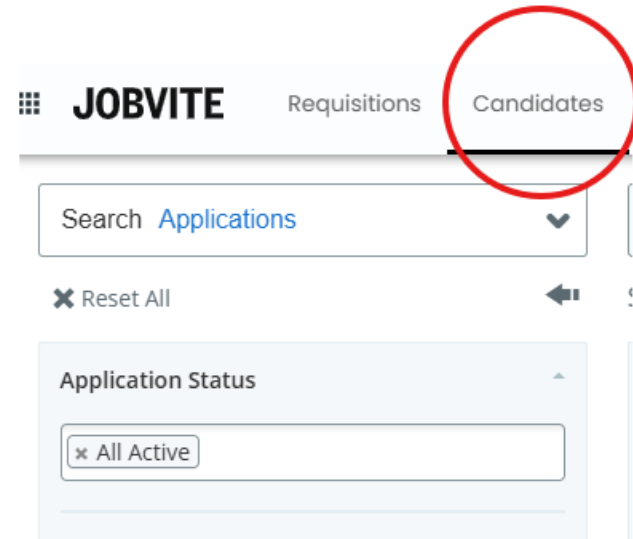 JOBVITE Requisitions Candidates
Search Applications
Reset All
Application Status
All Active